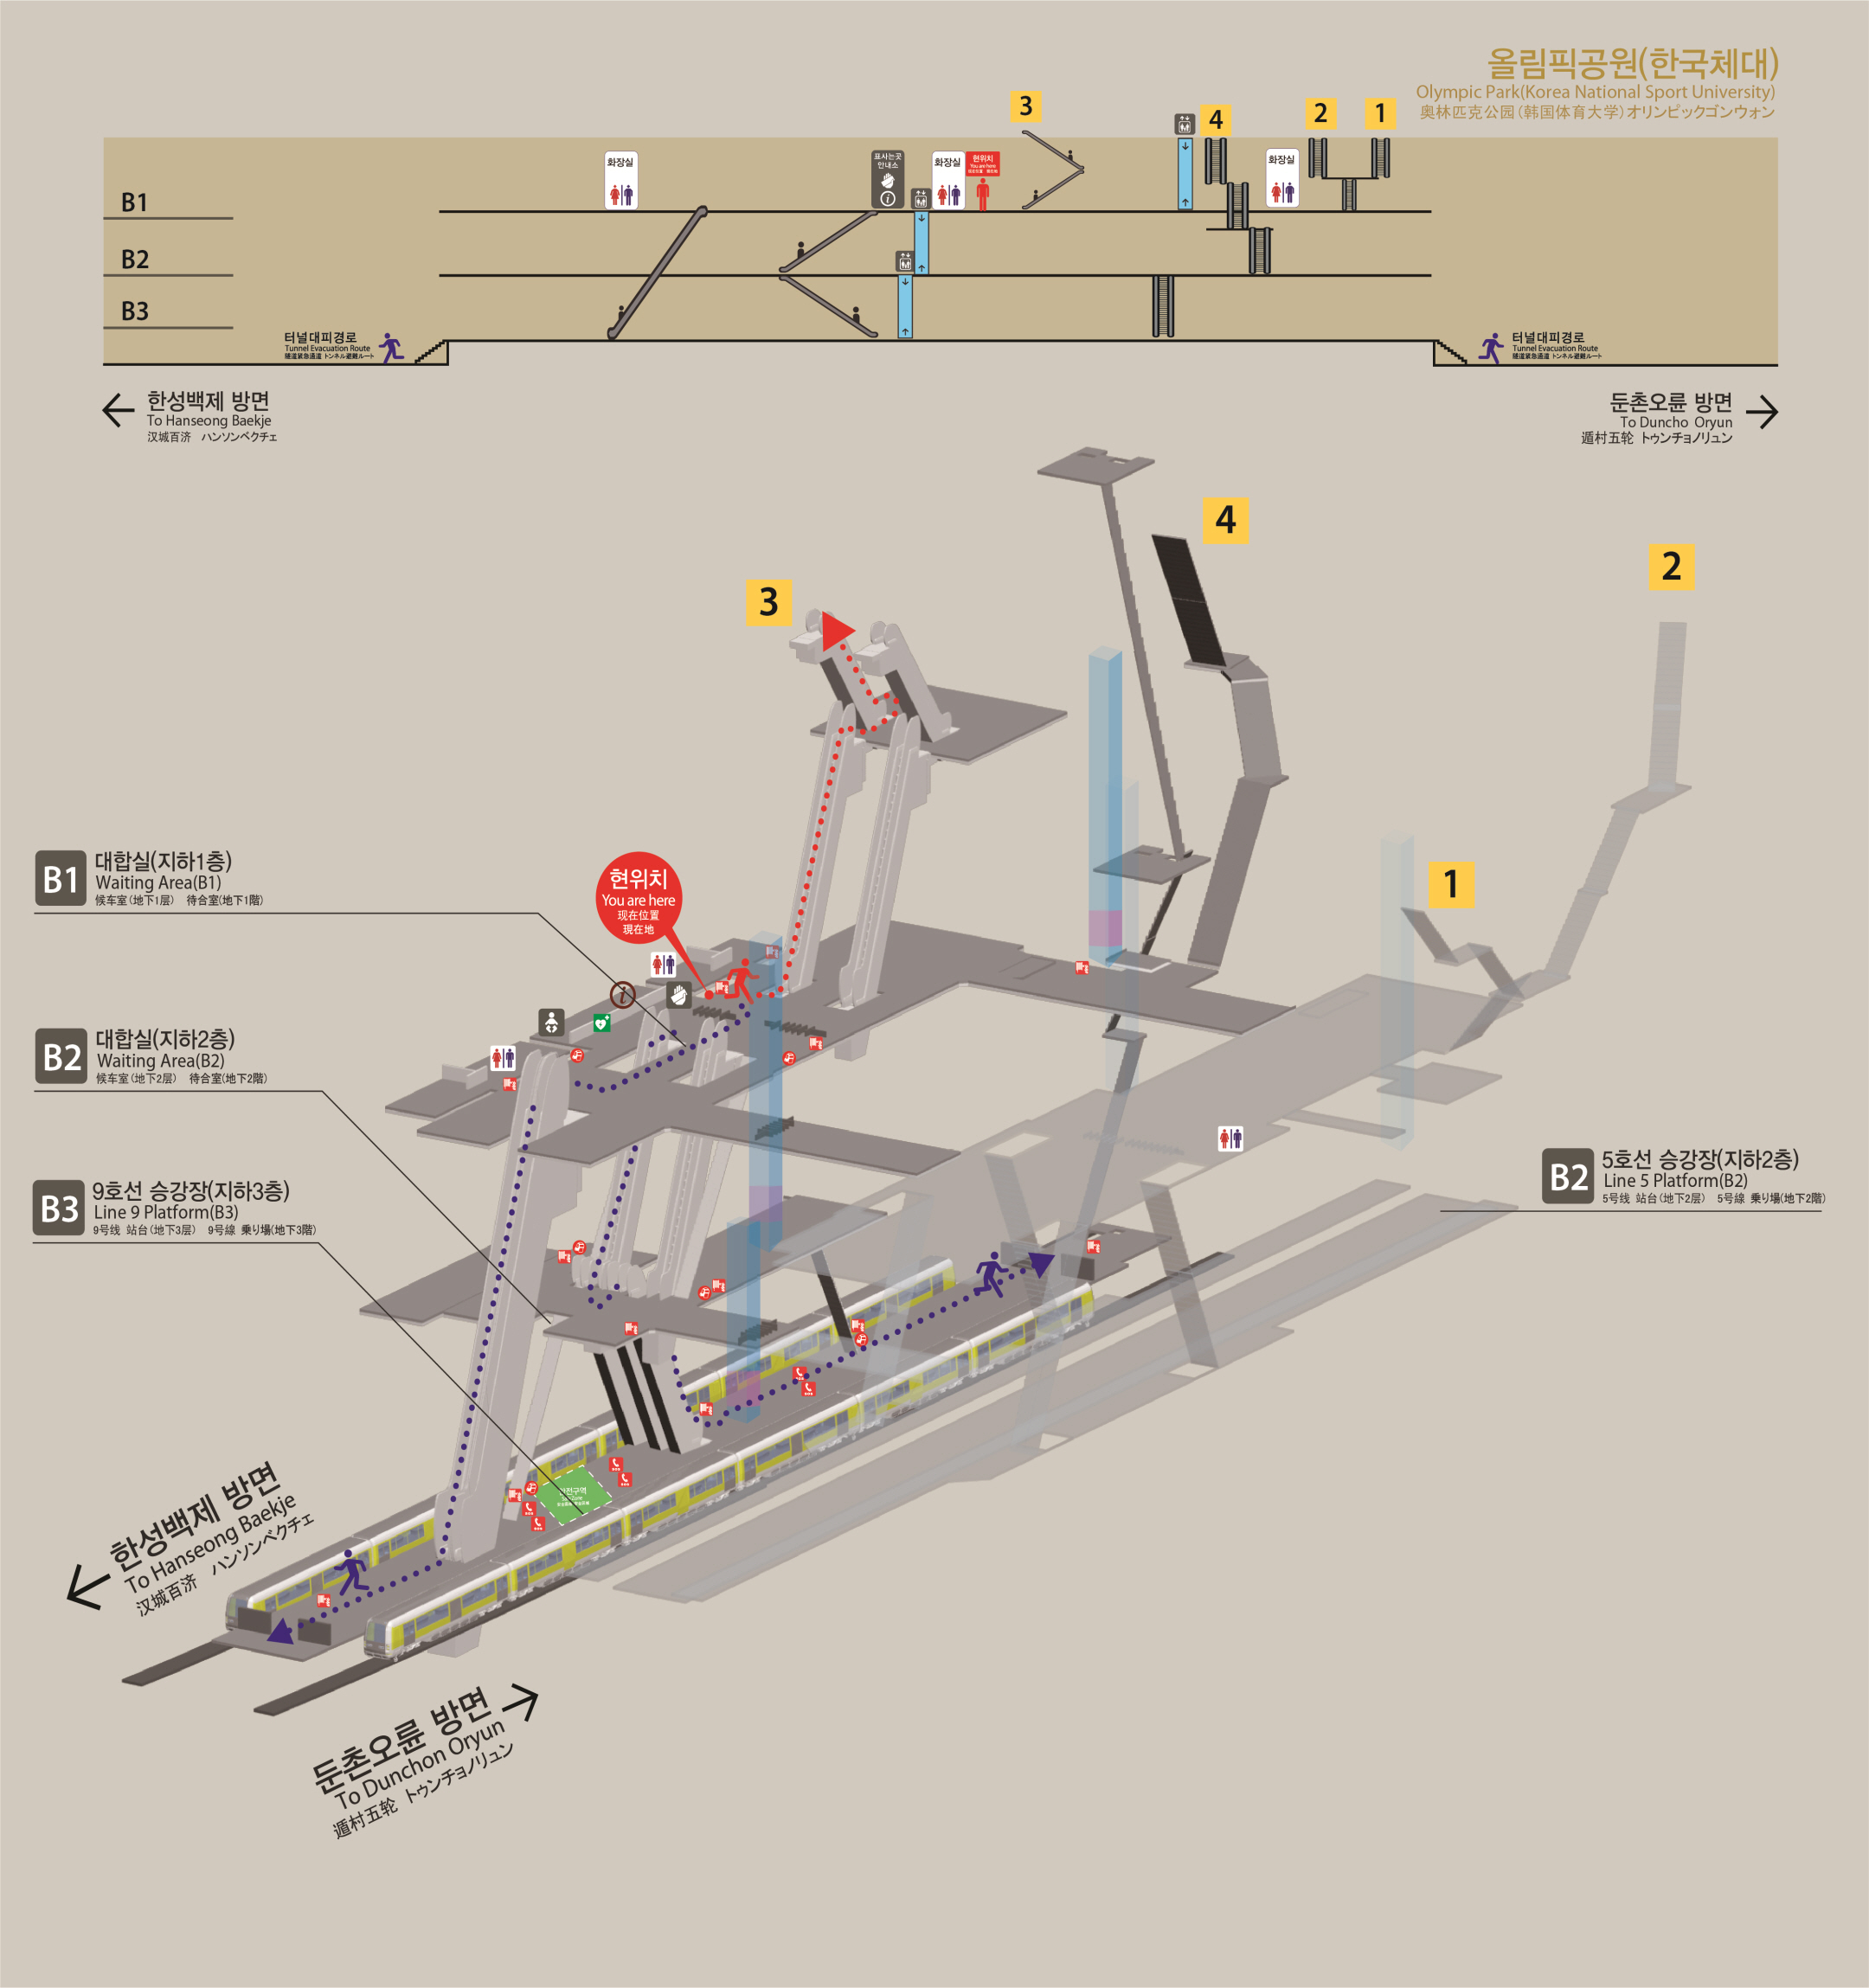 올림픽공원(한국체대)
Olympic Park(Korea National Sport University)
奥林匹克公园(韩国体育大学)オリンピックゴンウォン
3
4
2
1
화장실
표사는곳
안내소
화장실
현위치
You are here
화장실
B1
B2
B3
터널대피경로
Tunnel Evacuation Route
隧道紧急通道 トンネル避難ルート
터널대피경로
Tunnel Evacuation Route
隧道紧急通道 トンネル避難ルート
한성백제 방면
To Hanseong Baekje
汉城百济 ハンソンベクチェ
둔촌오륜 방면
To Duncho Oryun
遁村五轮 トゥンチョノリュン
4
2
3
1
B1
대합실(지하1층)
Waiting Area(B1)
候车室(地下1层) 待合室(地下1階)
현위치
You are here
现在位置
現在地
B2
대합실(지하2층)
Waiting Area(B2)
候车室(地下2层) 待合室(地下2階)
B3
9호선 승강장(지하3층)
Line 9 Platform(B3)
9号线 站台(地下3层) 9号線 乗り場(地下3階)
B2
5호선 승강장(지하2층)
Line 5 Platform(B2)
5号线 站台(地下2层) 5号線 乗り場(地下2階)
한성백제 방면
To Hanseong Baekje
汉城百济 ハンソンベクチェ
둔촌오륜 방면
To Dunchon Oryun
遁村五轮 トゥンチョノリュン